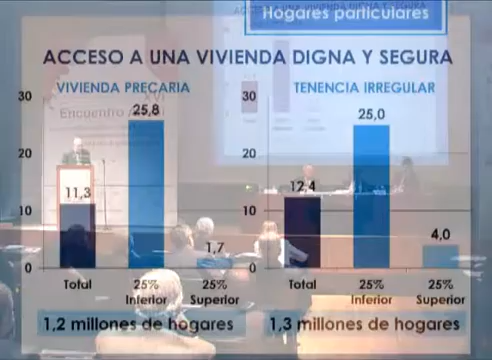 Hogares particulares
ACCESO A UNA VIVIENDA DIGNA Y SEGURA
VIVIENDA PRECARIA
30
20
10
0
11,3
25,8
1,7
Total
25% Inferior
25% Superior
1,2 millones de hogares
TENENCIA IRREGULAR
30
20
10
0
12,4
25,0
4,0
Total
25% Inferior
25% Superior
1,3 millones de hogares
XVI
Encuentro